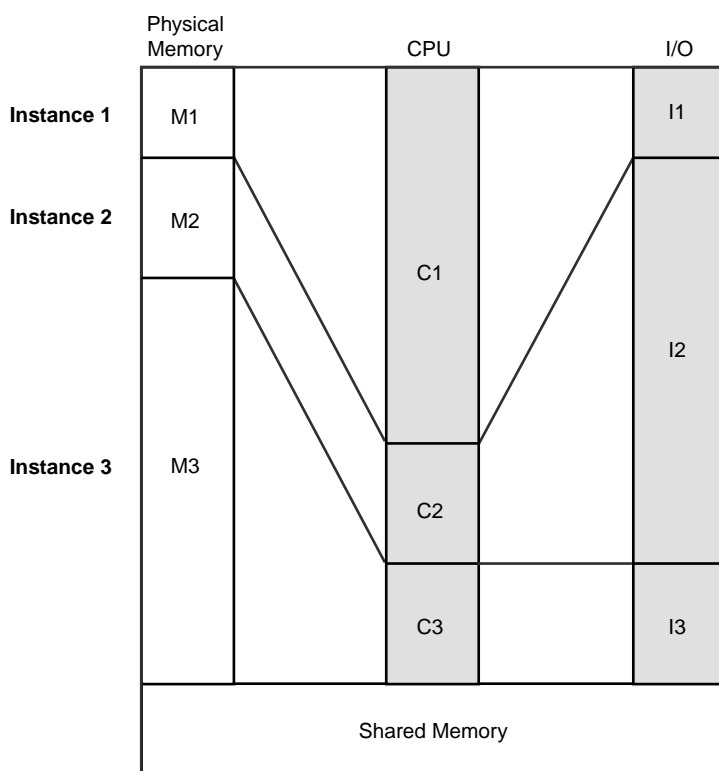 Physical
Memory
CPU
I/O
Instance 1
M1
I1
Instance 2
M2
C1
I2
Instance 3
M3
C2
C3
I3
Shared Memory